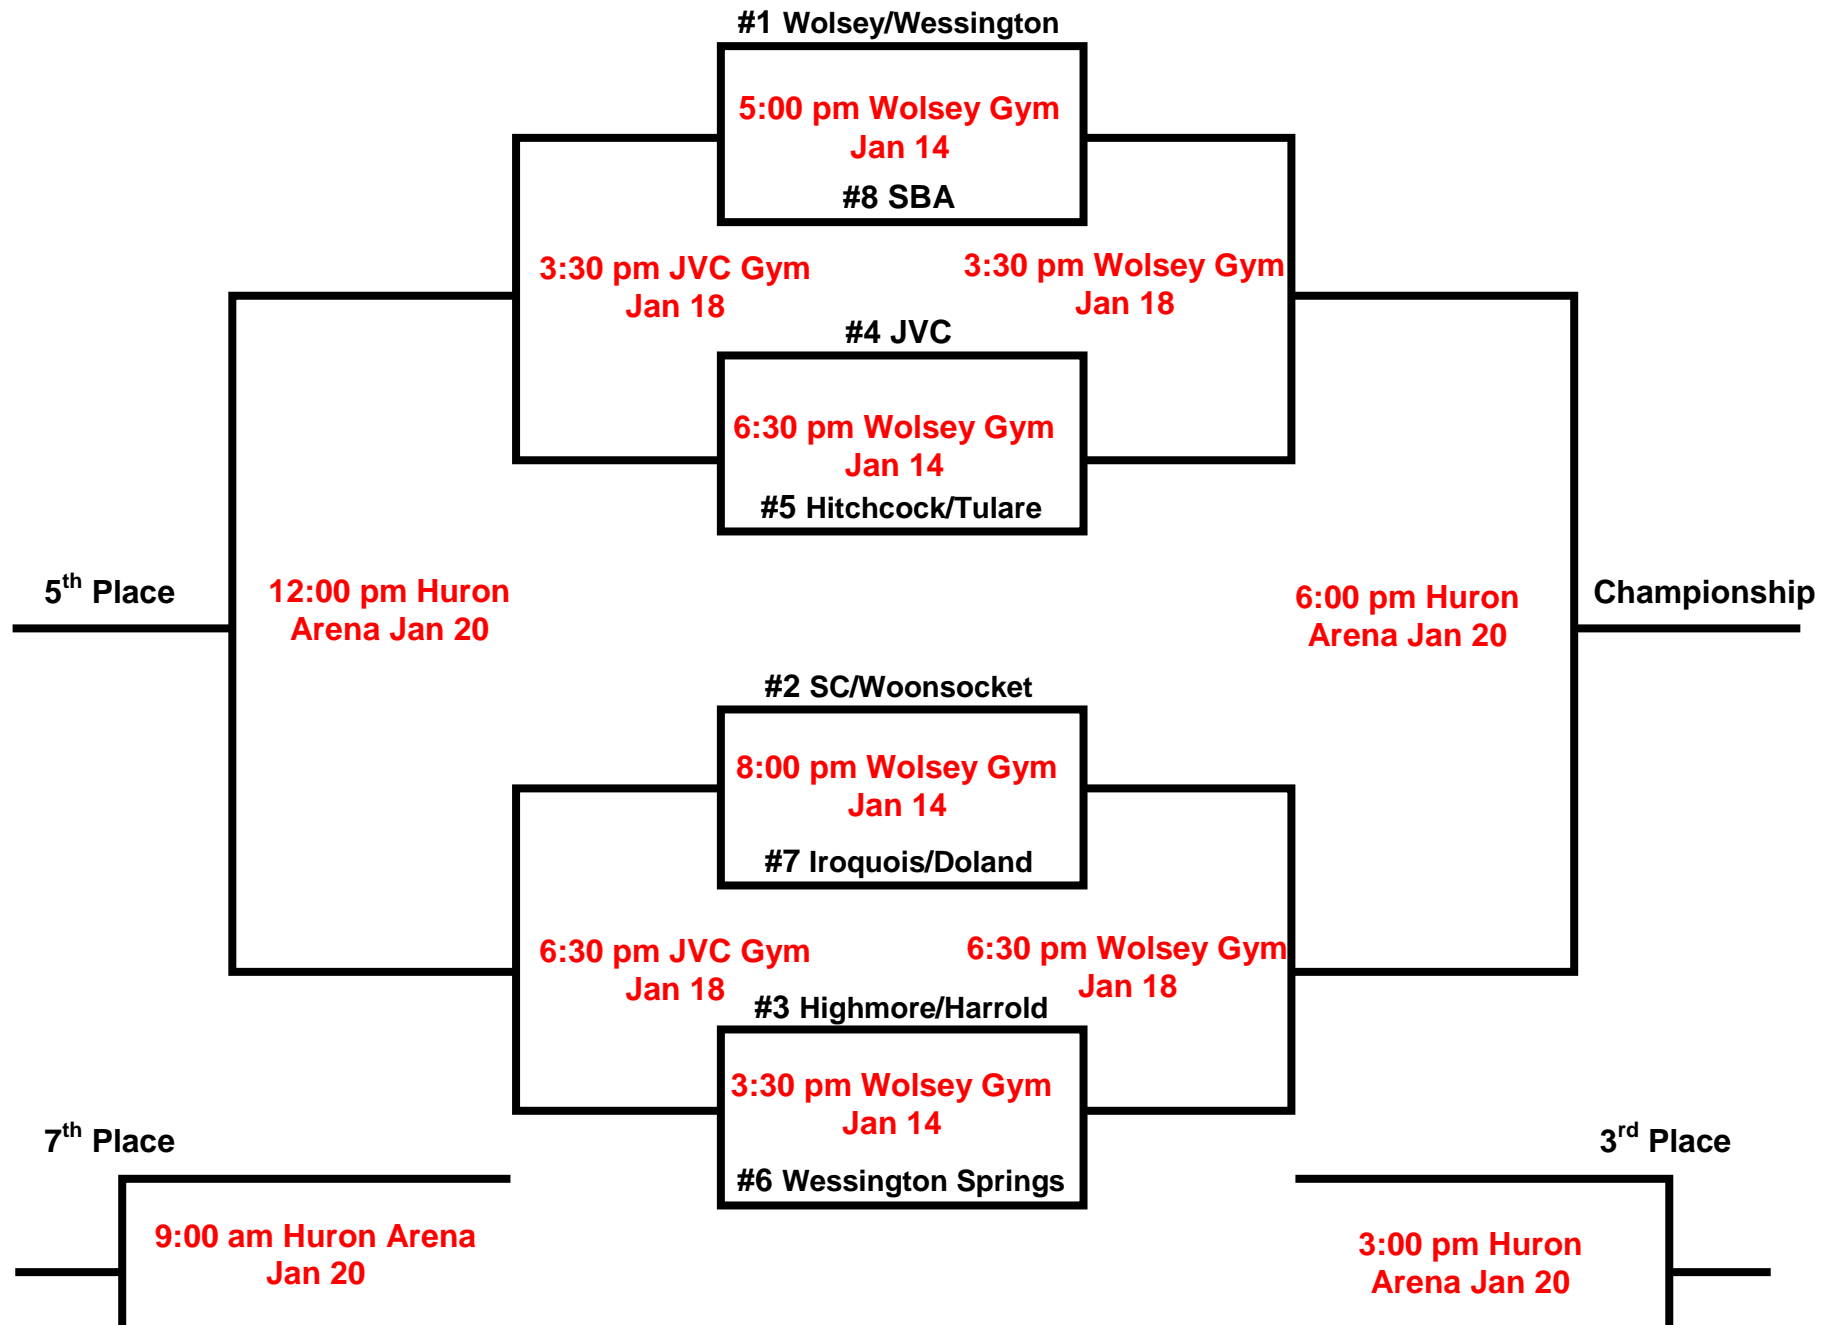 #1 Wolsey/Wessington
5:00 pm Wolsey Gym
Jan 14
#8 SBA
3:30 pm JVC Gym
Jan 18
3:30 pm Wolsey Gym
Jan 18
#4 JVC
6:30 pm Wolsey Gym
Jan 14
#5 Hitchcock/Tulare
5th Place
12:00 pm Huron
Arena Jan 20
6:00 pm Huron
Arena Jan 20
Championship
#2 SC/Woonsocket
8:00 pm Wolsey Gym
Jan 14
#7 Iroquois/Doland
6:30 pm JVC Gym
Jan 18
6:30 pm Wolsey Gym
Jan 18
#3 Highmore/Harrold
3:30 pm Wolsey Gym
Jan 14
#6 Wessington Springs
7th Place
9:00 am Huron Arena
Jan 20
3rd Place
3:00 pm Huron
Arena Jan 20